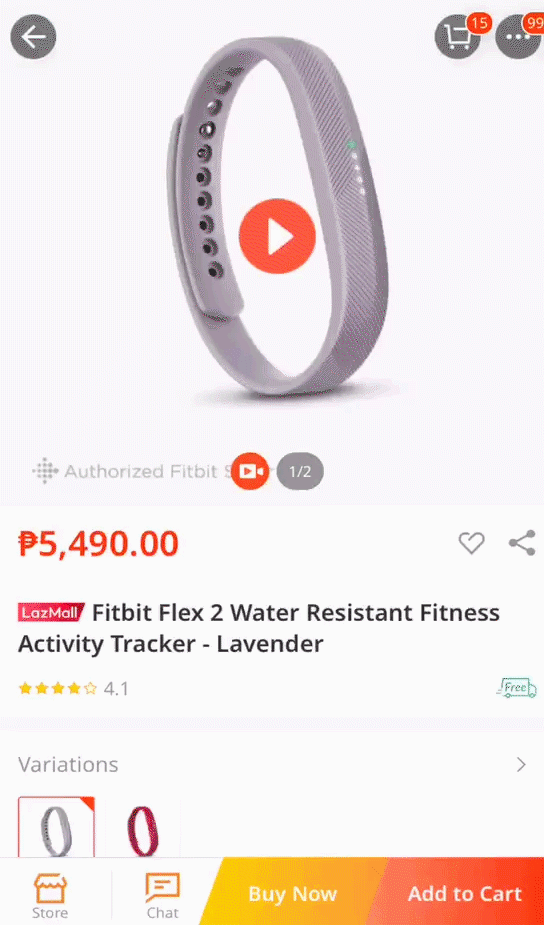 15
99
Authorized Fitbit
1/2
₱5,490.00
LazMall Fitbit Flex 2 Water Resistant Fitness
Activity Tracker - Lavender
4.1
Free
Variations
Store
Chat
Buy Now
Add to Cart